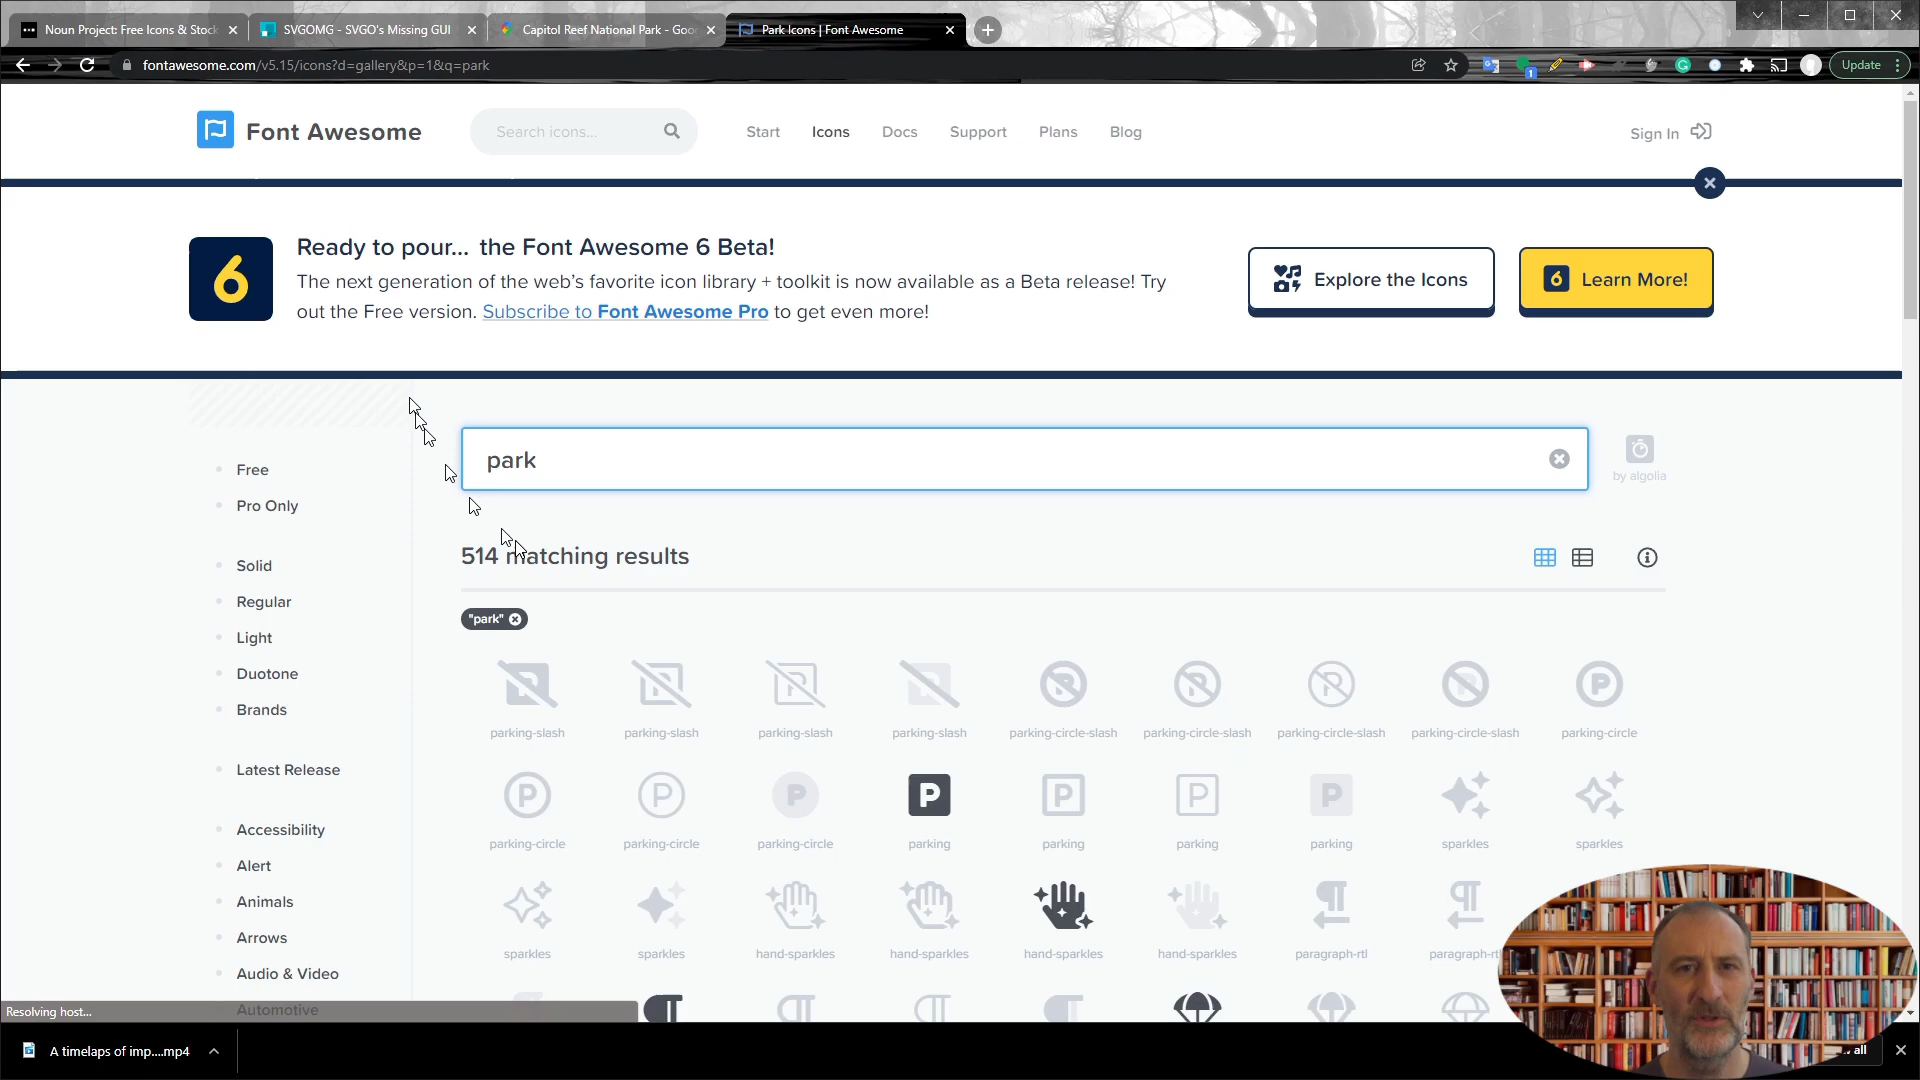 Noun Project: Free Icons & Stock
SVGOMG - SVGO's Missing GUI
Capitol Reef National Park - Goo
Park Icons | Font Awesome
fontawesome.com/v5.15/icons?d=gallery&p=1&q=park
1
Update
Font Awesome
Search icons...
Start
Icons
Docs
Support
Plans
Blog
Sign In
6
Ready to pour... the Font Awesome 6 Beta!
The next generation of the web's favorite icon library + toolkit is now available as a Beta release! Try
out the Free version. Subscribe to Font Awesome Pro to get even more!
Explore the Icons
6 Learn More!
park
by algolia
Free
Pro Only
Solid
Regular
Light
Duotone
Brands
Latest Release
Accessibility
Alert
Animals
Arrows
Audio & Video
Automotive
514 matching results
"park"
parking-slash
parking-slash
parking-slash
parking-slash
parking-circle-slash
parking-circle-slash
parking-circle-slash
parking-circle-slash
parking-circle
parking-circle
parking-circle
parking-circle
parking
parking
parking
parking
sparkles
sparkles
sparkles
sparkles
hand-sparkles
hand-sparkles
hand-sparkles
hand-sparkles
paragraph-rtl
paragraph-rt
Resolving host...
A timelaps of imp....mp4
all